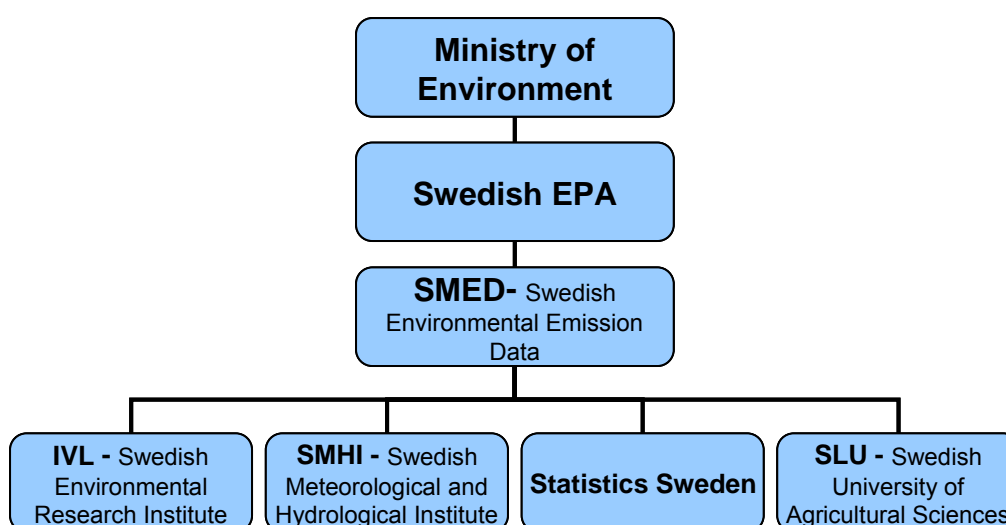 Ministry of
Environment
Swedish EPA
SMED- Swedish
Environmental Emission
Data
IVL - Swedish
Environmental
Research Institute
SMHI - Swedish
Meteorological and
Hydrological Institute
Statistics Sweden
SLU - Swedish
University of
Agricultural Sciences